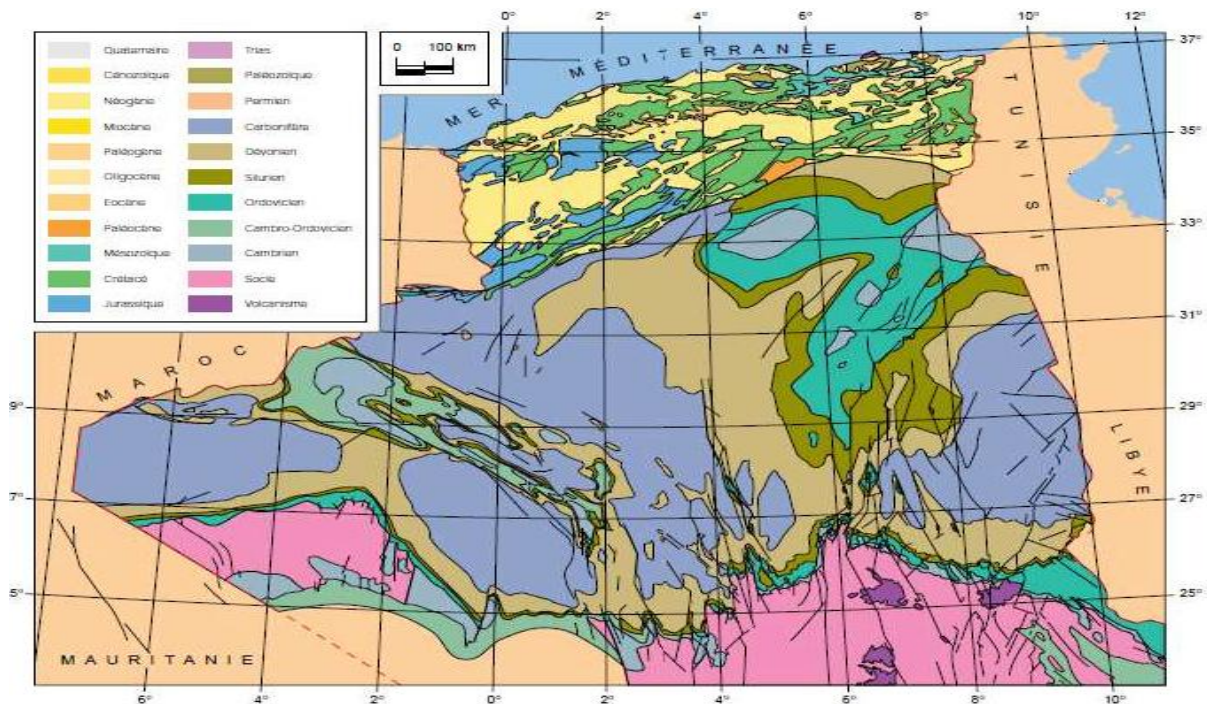 0° 2° 4° 6° 8° 10° 12°
Quaternaire
Cénozoïque
Néogène
Miocène
Paléogène
Oligocène
Eocène
Paléocène
Mésozoïque
Crétacé
Jurassique
Trias
Paléozoïque
Permien
Carbonifère
Dévonien
Silurien
Ordovicien
Cambro-Ordovicien
Cambrien
Socle
Volcanisme
0 100 km
MER MÉDITERRANÉE
TUNISIE
MAROC
LIBYE
MAURITANIE
37°
35°
33°
31°
29°
27°
25°
9°
7°
5°
6° 4° 2° 0° 2° 4° 6° 8° 10°